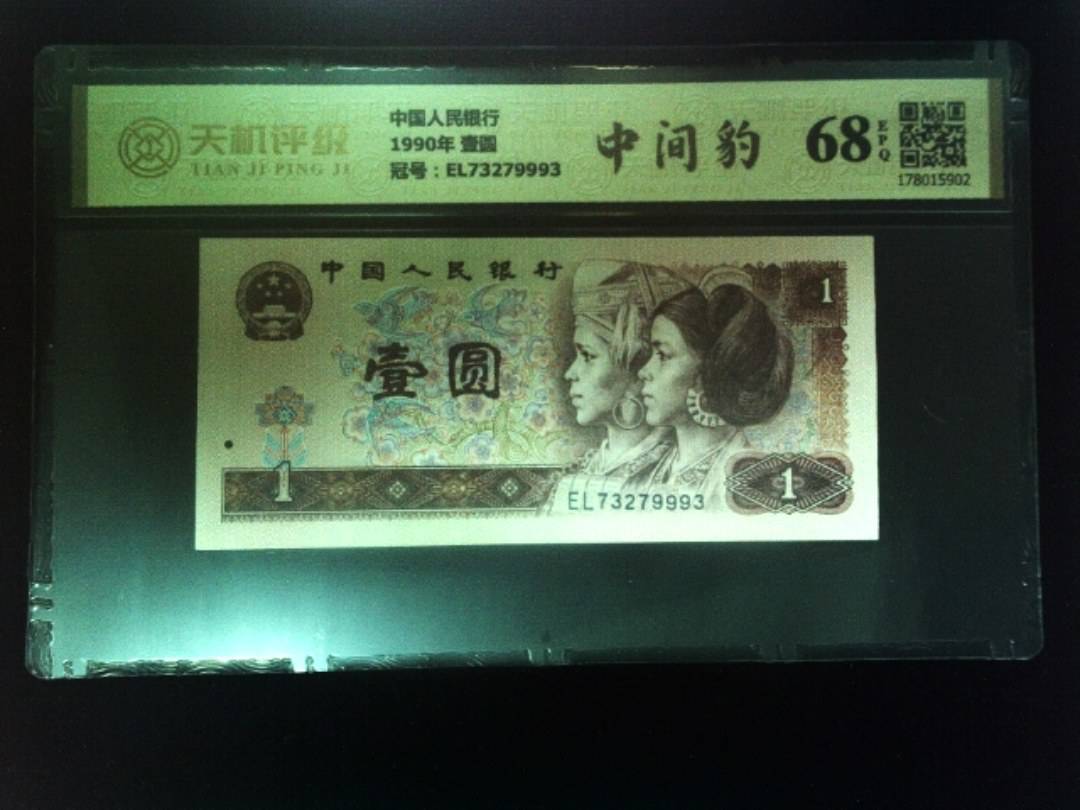 天机评级
TIAN JI PING JI
中国人民银行
1990年 壹圆
冠号：EL73279993
中间豹
68
EPQ
178015902
中国人民银行
1
壹圆
1
EL73279993
1